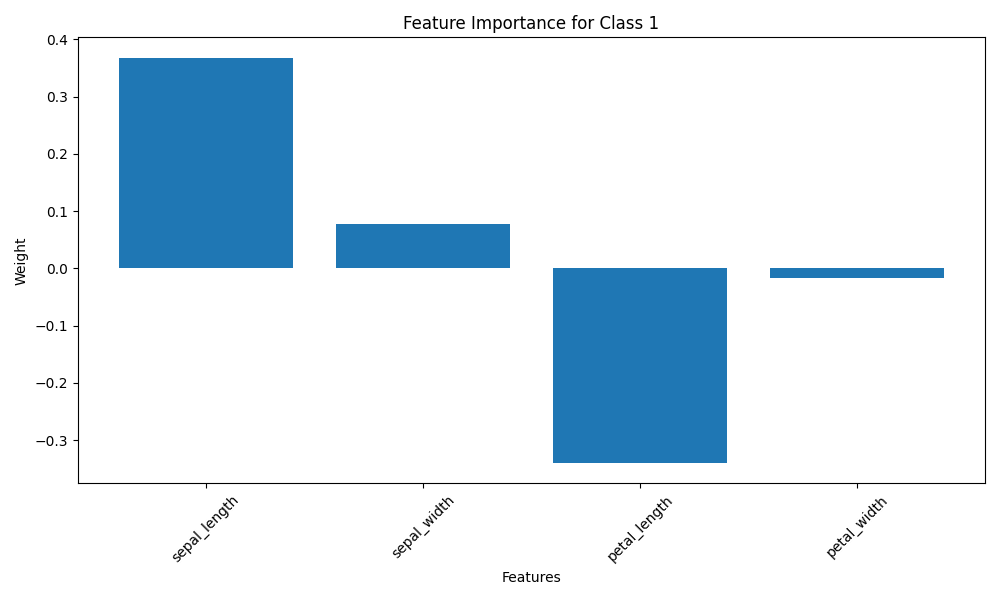 Feature Importance for Class 1
0.4
0.3
0.2
0.1
0.0
−0.1
−0.2
−0.3
Weight
sepal_length
sepal_width
petal_length
petal_width
Features